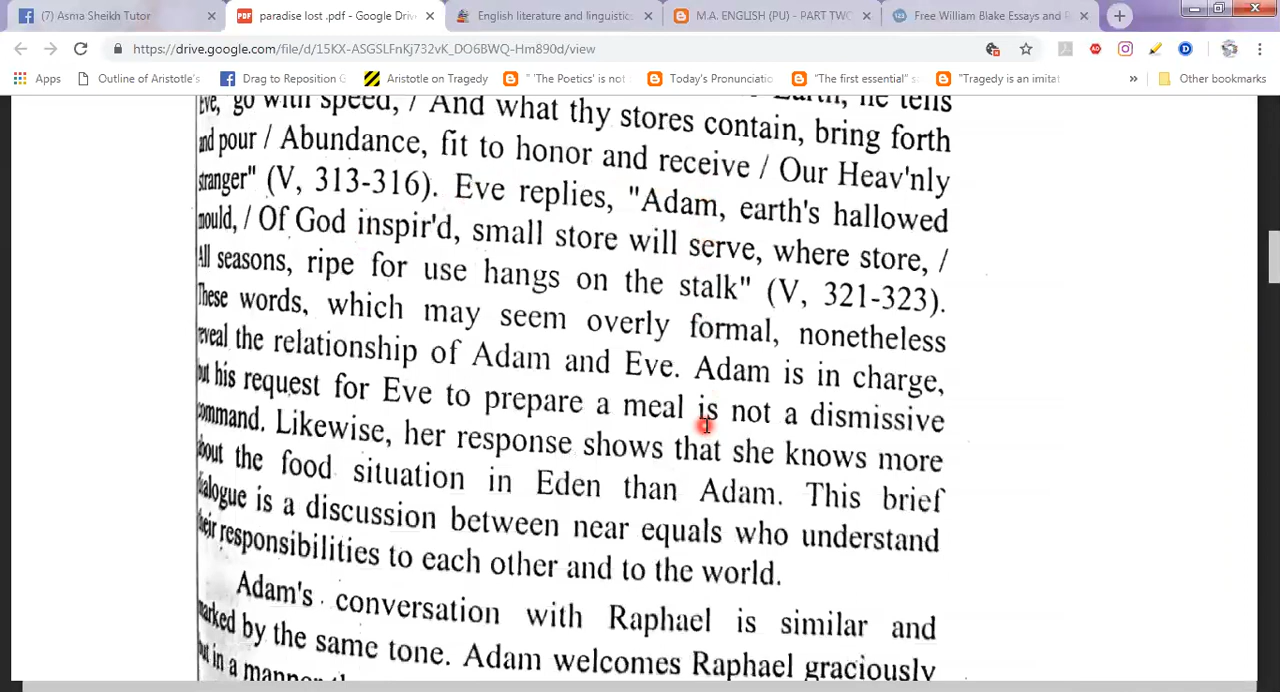 (7) Asma Sheikh Tutor
paradise lost .pdf - Google Driv
English literature and linguistic
M.A. ENGLISH (PU) - PART TWO
Free William Blake Essays and P
https://drive.google.com/file/d/15KX-ASGSLFnKj732vK_DO6BWQ-Hm890d/view
Apps
Outline of Aristotle's
Drag to Reposition
Aristotle on Tragedy
" 'The Poetics' is not
Today's Pronunciatio
"The first essential" s
"Tragedy is an imitat
Other bookmarks
Earth, he tells
Eve, go with speed, / And what thy stores contain, bring forth
and pour / Abundance, fit to honor and receive / Our Heav'nly
stranger" (V, 313-316). Eve replies, "Adam, earth's hallowed
mould, / Of God inspir'd, small store will serve, where store, /
All seasons, ripe for use hangs on the stalk" (V, 321-323).
These words, which may seem overly formal, nonetheless
reveal the relationship of Adam and Eve. Adam is in charge,
but his request for Eve to prepare a meal is not a dismissive
command. Likewise, her response shows that she knows more
about the food situation in Eden than Adam. This brief
dialogue is a discussion between near equals who understand
their responsibilities to each other and to the world.
Adam's conversation with Raphael is similar and
marked by the same tone. Adam welcomes Raphael graciously
but in a manner